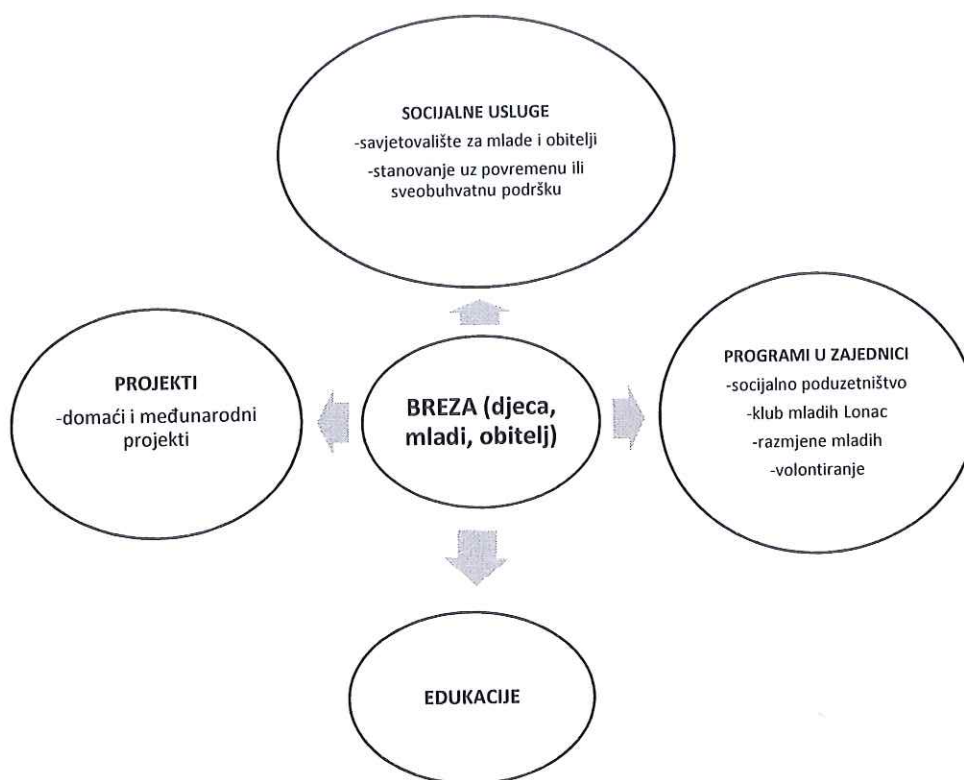 SOCIJALNE USLUGE
-savjetovalište za mlade i obitelji
-stanovanje uz povremenu ili
sveobuhvatnu podršku
PROJEKTI
-domaći i međunarodni
projekti
BREZA (djeca,
mladi, obitelj)
PROGRAMI U ZAJEDNICI
-socijalno poduzetništvo
-klub mladih Lonac
-razmjene mladih
-volontiranje
EDUKACIJE